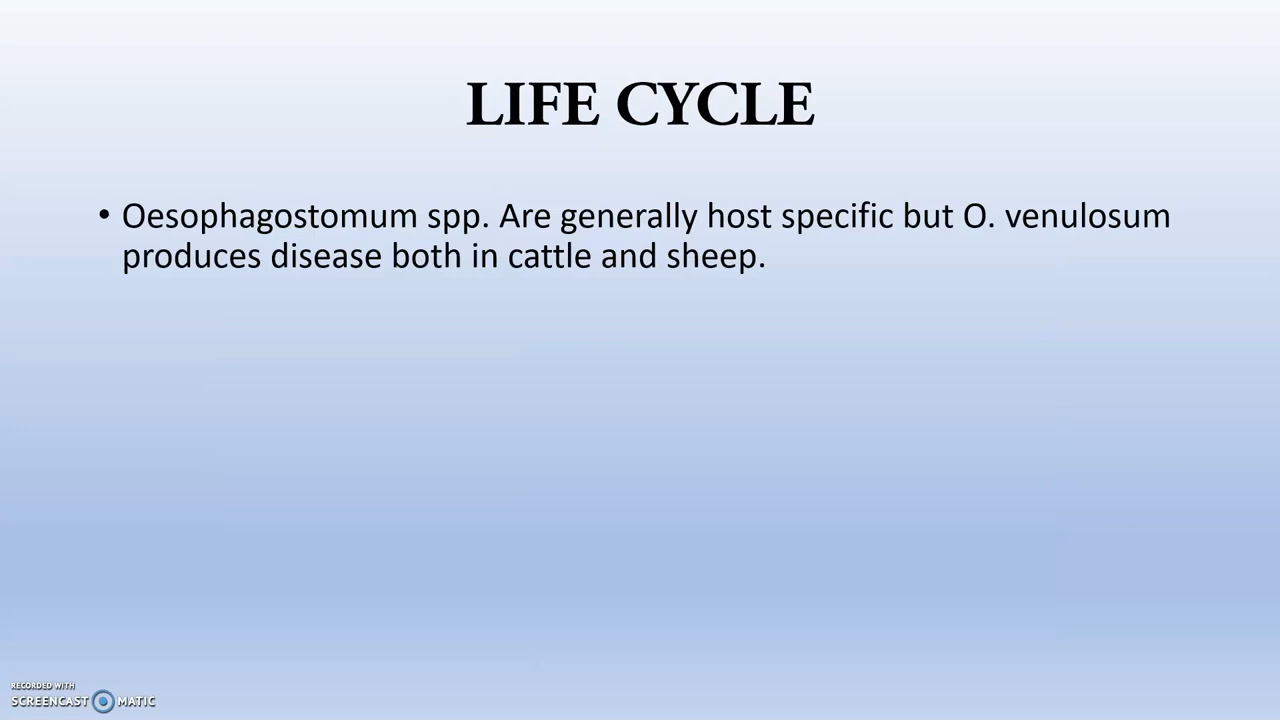 LIFE CYCLE
• Oesophagostomum spp. Are generally host specific but O. venulosum
produces disease both in cattle and sheep.
RECORDED WITH
SCREENCAST MATIC